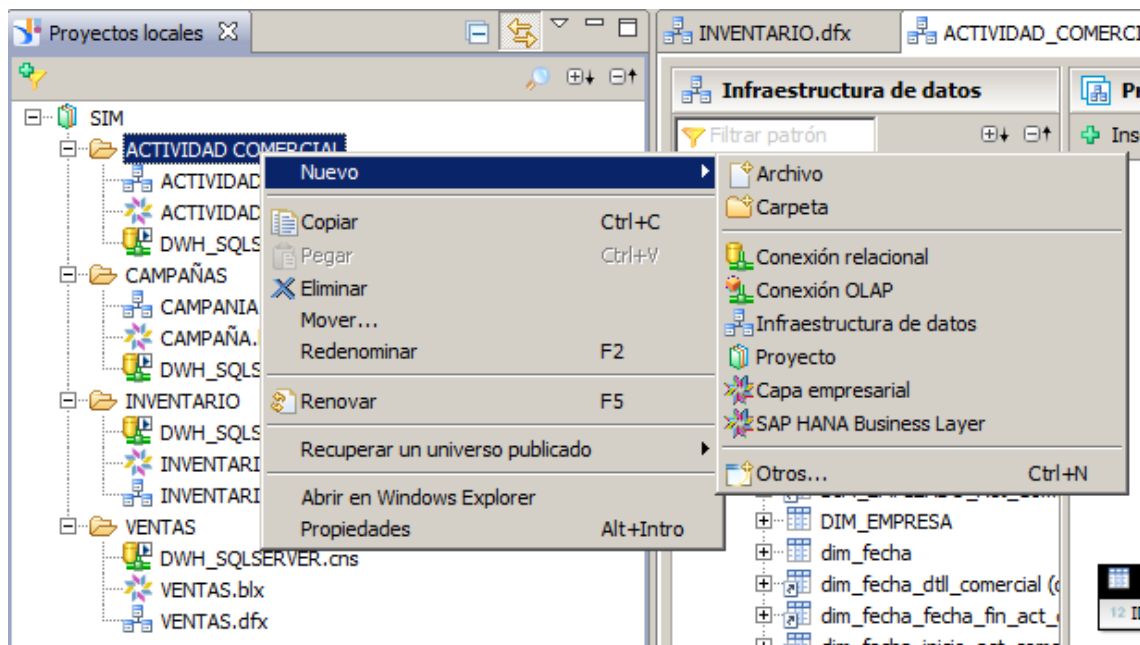 Proyectos locales
INVENTARIO.dfx
ACTIVIDAD_COMERCI
Infraestructura de datos
Filtrar patrón
SIM
ACTIVIDAD COMERCIAL
ACTIVIDAD
ACTIVIDAD
DWH_SQLS
CAMPAÑAS
CAMPANIA
CAMPAÑA.
DWH_SQLS
INVENTARIO
DWH_SQLS
INVENTARI
INVENTARI
VENTAS
DWH_SQLSERVER.cns
VENTAS.blx
VENTAS.dfx
Nuevo
Copiar Ctrl+C
Pegar Ctrl+V
Eliminar
Mover...
Redenominar F2
Renovar F5
Recuperar un universo publicado
Abrir en Windows Explorer
Propiedades Alt+Intro
Archivo
Carpeta
Conexión relacional
Conexión OLAP
Infraestructura de datos
Proyecto
Capa empresarial
SAP HANA Business Layer
Otros... Ctrl+N
DIM_EMPRESA
dim_fecha
dim_fecha_dtll_comercial (
dim_fecha_fecha_fin_act_
Pr
Ins
12 I